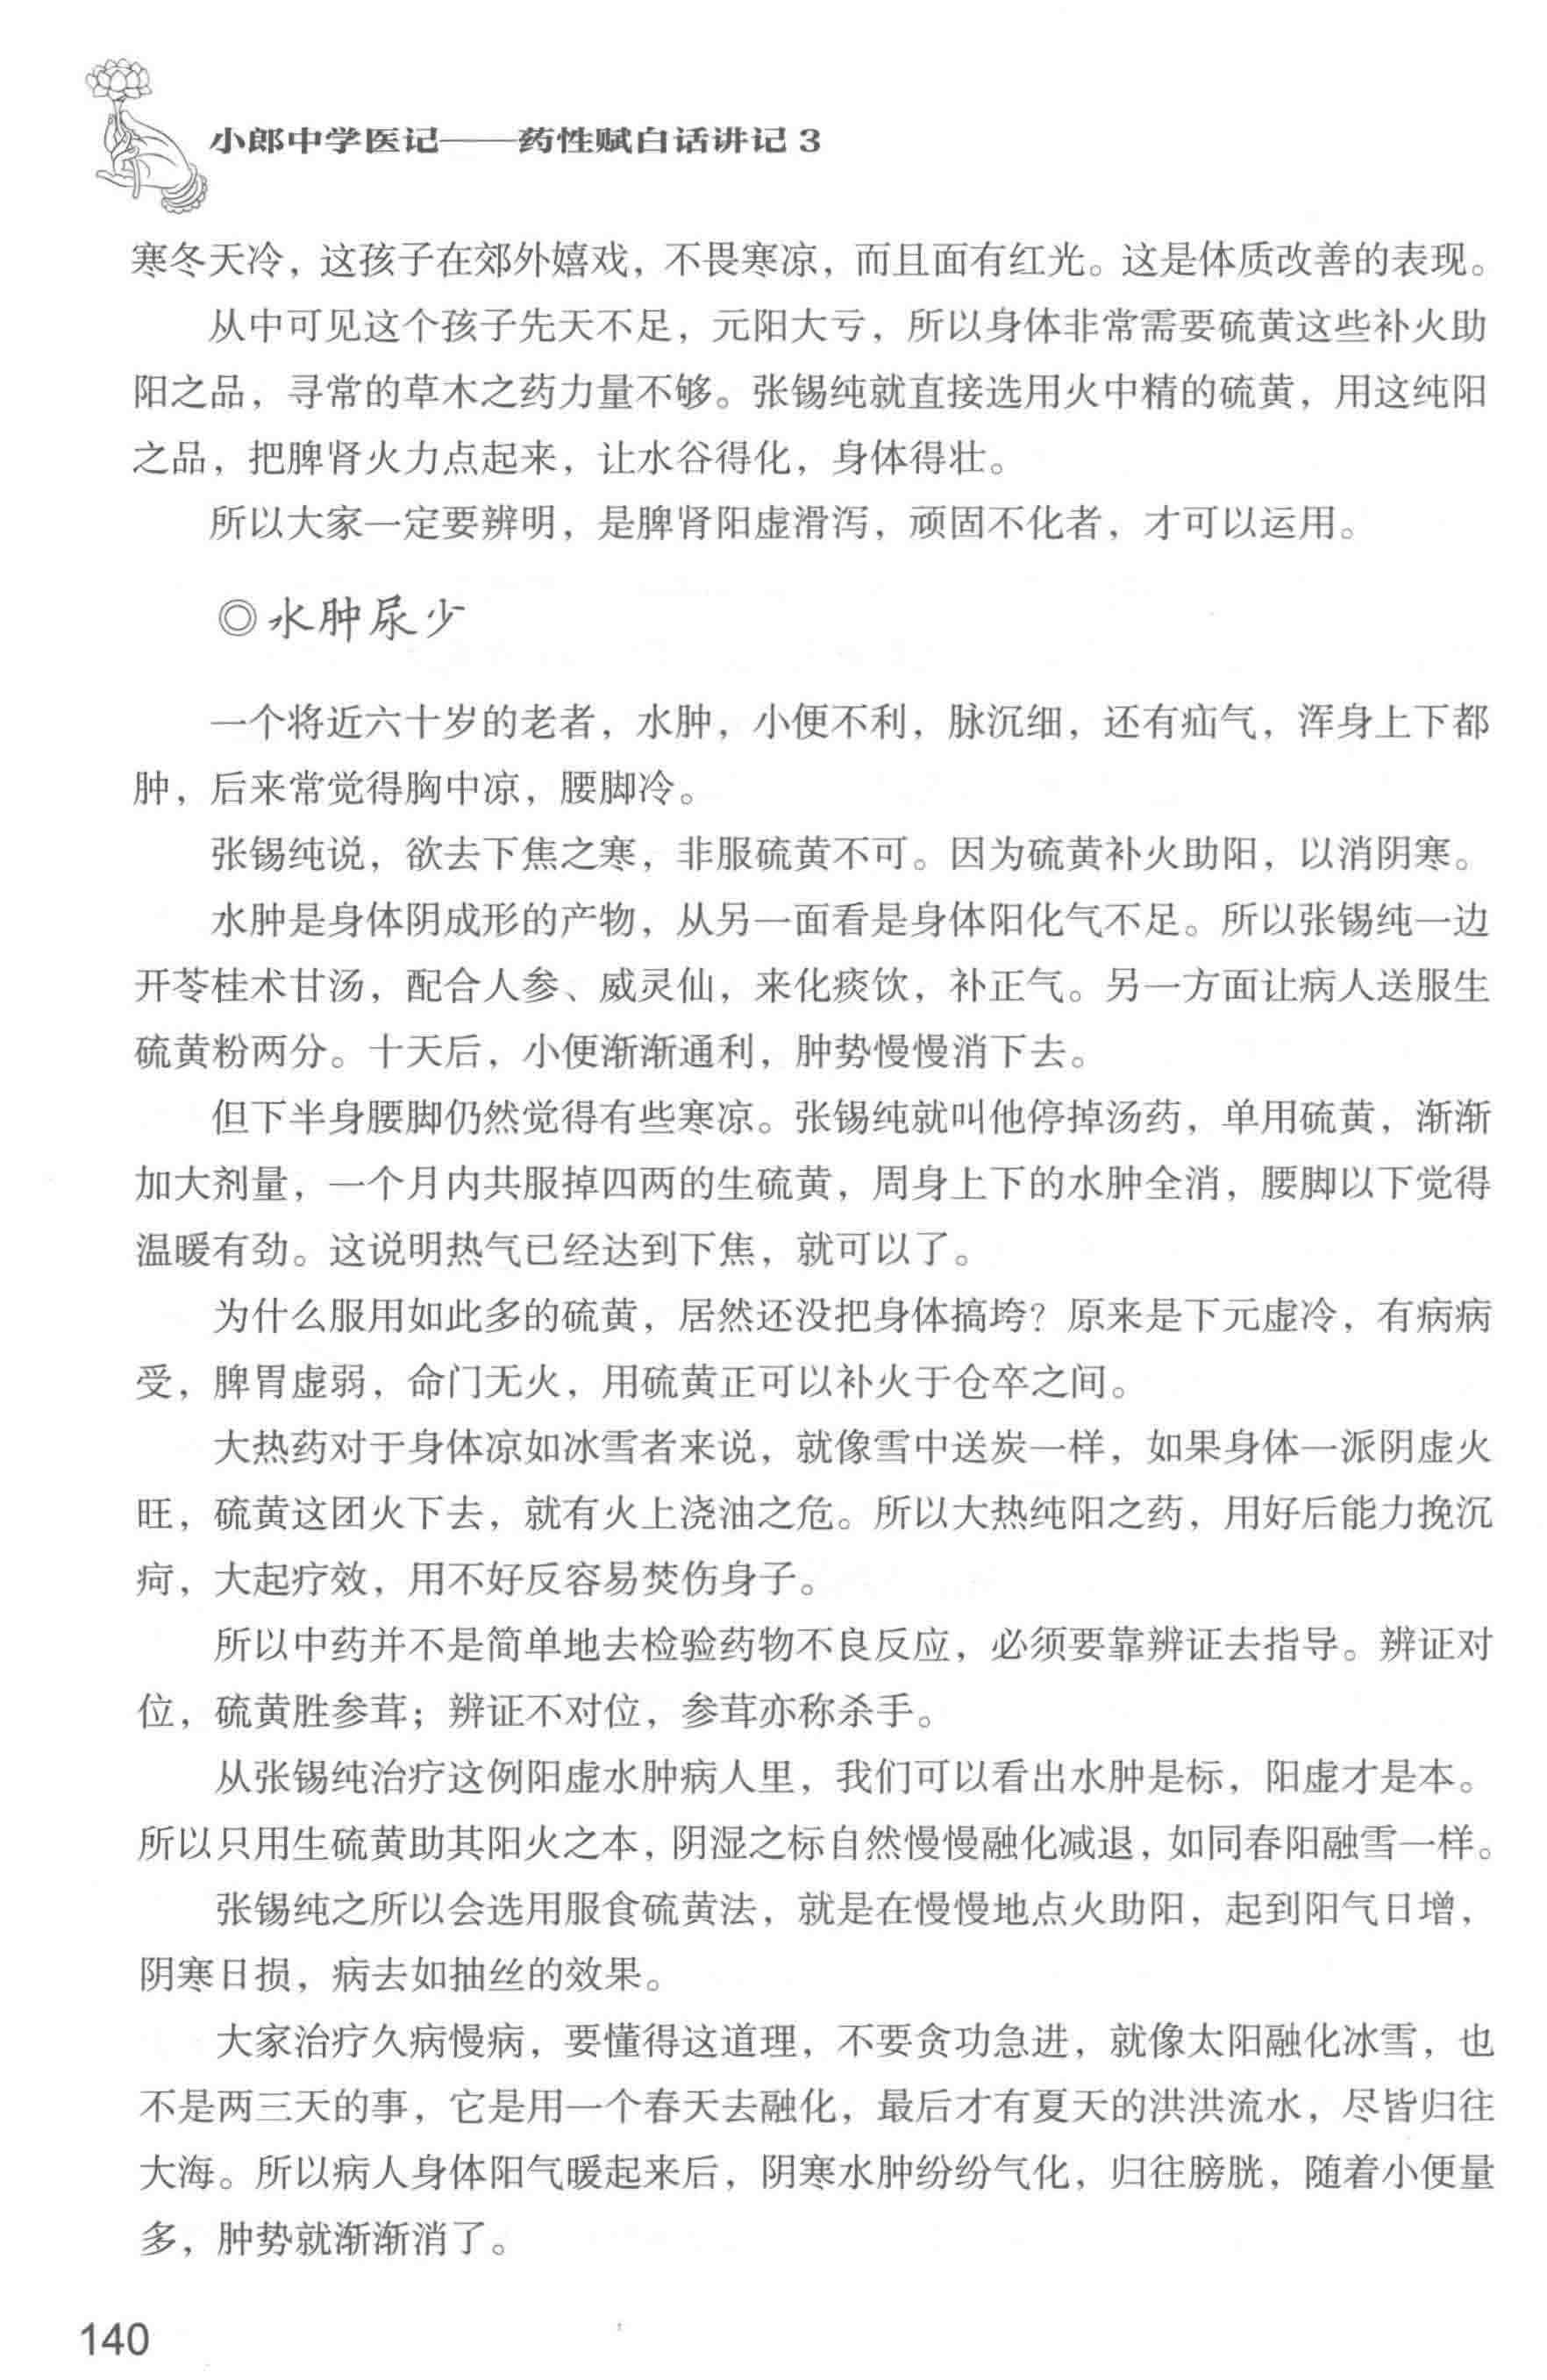 小郎中学医记——药性赋白话讲记 3
寒冬天冷，这孩子在郊外嬉戏，不畏寒凉，而且面有红光。这是体质改善的表现。
从中可见这个孩子先天不足，元阳大亏，所以身体非常需要硫黄这些补火助
阳之品，寻常的草木之药力量不够。张锡纯就直接选用火中精的硫黄，用这纯阳
之品，把脾肾火力点起来，让水谷得化，身体得壮。
所以大家一定要辨明，是脾肾阳虚滑泻，顽固不化者，才可以运用。
◎水肿尿少
一个将近六十岁的老者，水肿，小便不利，脉沉细，还有疝气，浑身上下都
肿，后来常觉得胸中凉，腰脚冷。
张锡纯说，欲去下焦之寒，非服硫黄不可。因为硫黄补火助阳，以消阴寒。
水肿是身体阴成形的产物，从另一面看是身体阳化气不足。所以张锡纯一边
开苓桂术甘汤，配合人参、威灵仙，来化痰饮，补正气。另一方面让病人送服生
硫黄粉两分。十天后，小便渐渐通利，肿势慢慢消下去。
但下半身腰脚仍然觉得有些寒凉。张锡纯就叫他停掉汤药，单用硫黄，渐渐
加大剂量，一个月内共服掉四两的生硫黄，周身上下的水肿全消，腰脚以下觉得
温暖有劲。这说明热气已经达到下焦，就可以了。
为什么服用如此多的硫黄，居然还没把身体搞垮？原来是下元虚冷，有病病
受，脾胃虚弱，命门无火，用硫黄正可以补火于仓卒之间。
大热药对于身体凉如冰雪者来说，就像雪中送炭一样，如果身体一派阴虚火
旺，硫黄这团火下去，就有火上浇油之危。所以大热纯阳之药，用好后能力挽沉
疴，大起疗效，用不好反容易焚伤身子。
所以中药并不是简单地去检验药物不良反应，必须要靠辨证去指导。辨证对
位，硫黄胜参茸；辨证不对位，参茸亦称杀手。
从张锡纯治疗这例阳虚水肿病人里，我们可以看出水肿是标，阳虚才是本。
所以只用生硫黄助其阳火之本，阴湿之标自然慢慢融化减退，如同春阳融雪一样。
张锡纯之所以会选用服食硫黄法，就是在慢慢地点火助阳，起到阳气日增，
阴寒日损，病去如抽丝的效果。
大家治疗久病慢病，要懂得这道理，不要贪功急进，就像太阳融化冰雪，也
不是两三天的事，它是用一个春天去融化，最后才有夏天的洪洪流水，尽皆归往
大海。所以病人身体阳气暖起来后，阴寒水肿纷纷气化，归往膀胱，随着小便量
多，肿势就渐渐消了。
140